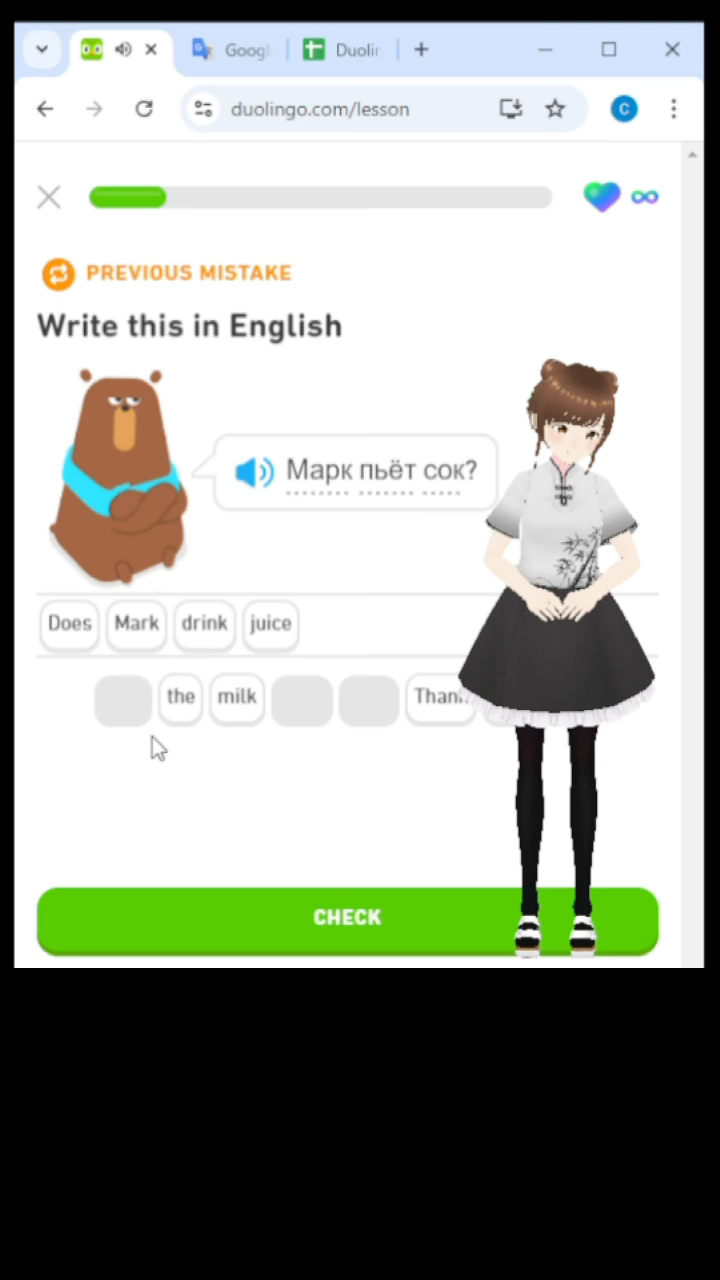 Googl
Duolin
duolingo.com/lesson
C
PREVIOUS MISTAKE
Write this in English
Марк пьёт сок?
Does Mark drink juice
the milk
CHECK